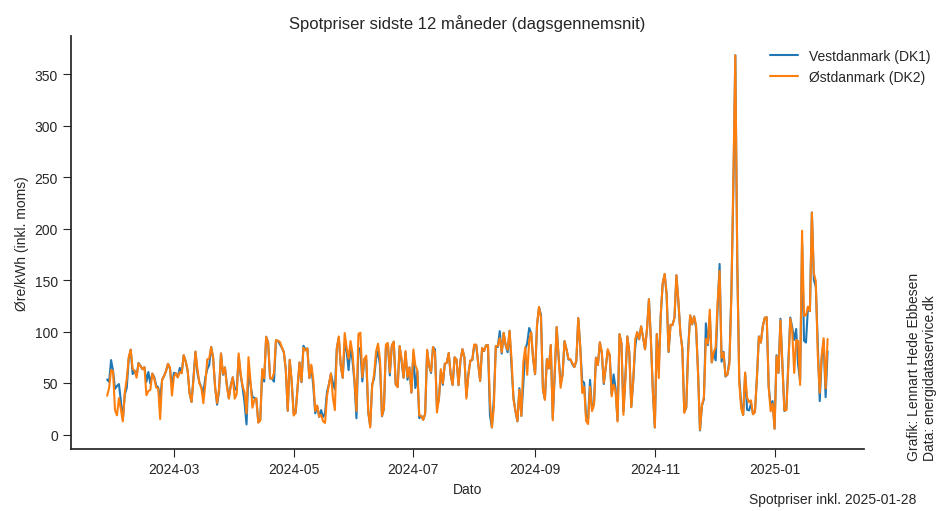 Spotpriser sidste 12 måneder (dagsgennemsnit)
Vestdanmark (DK1)
Østdanmark (DK2)
Øre/kWh (inkl. moms)
350
300
250
200
150
100
50
0
2024-03
2024-05
2024-07
2024-09
2024-11
2025-01
Dato
Grafik: Lennart Hede Ebbesen
Data: energidataservice.dk
Spotpriser inkl. 2025-01-28